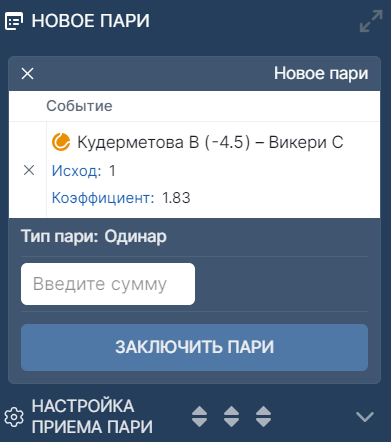 НОВОЕ ПАРИ
Новое пари
Событие
Кудерметова В (-4.5) – Викери С
Исход: 1
Коэффициент: 1.83
Тип пари: Одинар
Введите сумму
ЗАКЛЮЧИТЬ ПАРИ
НАСТРОЙКА
ПРИЕМА ПАРИ